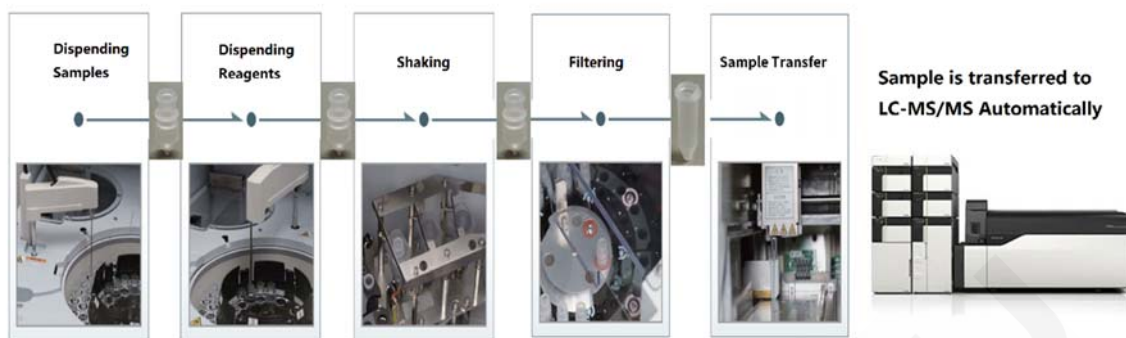 Dispending
Samples
Dispending
Reagents
Shaking
Filtering
Sample Transfer
Sample is transferred to
LC-MS/MS Automatically